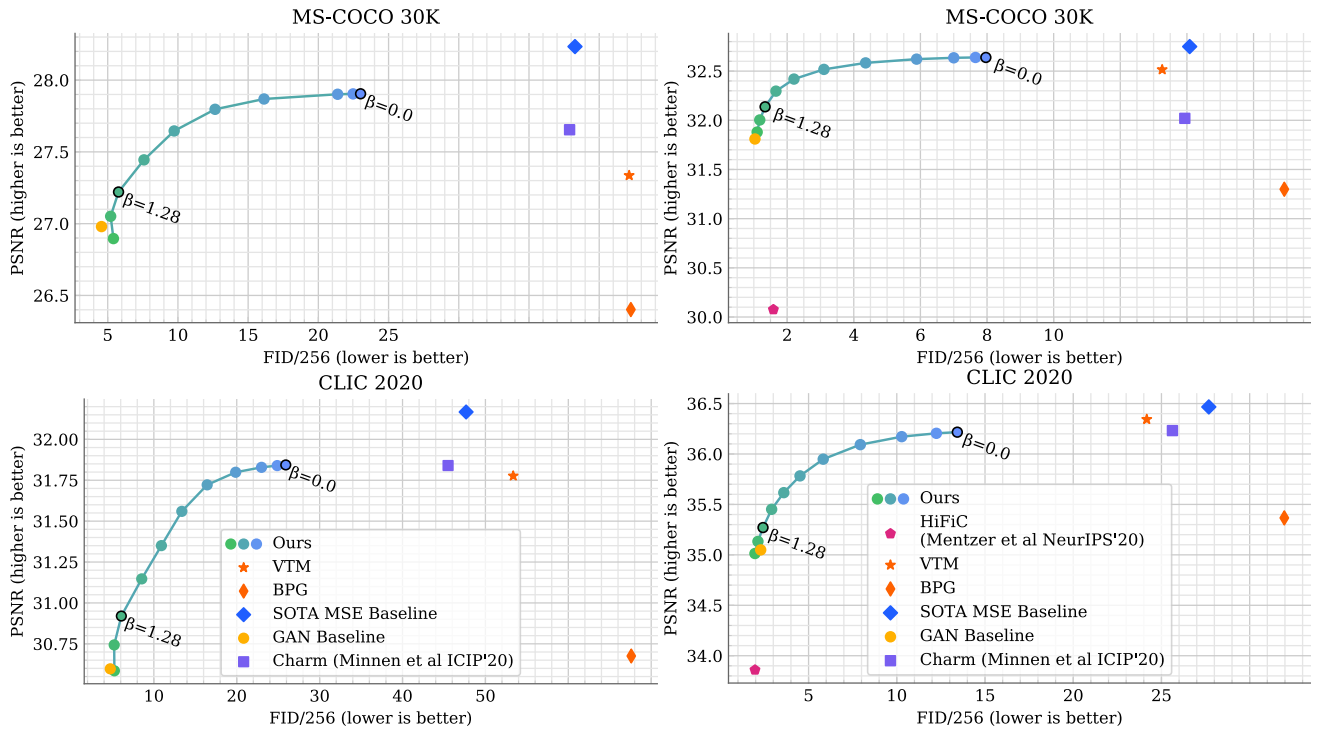 MS-COCO 30K
PSNR (higher is better)
28.0
27.5
27.0
26.5
β=0.0
β=1.28
5
10
15
20
25
FID/256 (lower is better)
MS-COCO 30K
PSNR (higher is better)
32.5
32.0
31.5
31.0
30.5
30.0
β=0.0
β=1.28
2
4
6
8
10
FID/256 (lower is better)
CLIC 2020
PSNR (higher is better)
32.00
31.75
31.50
31.25
31.00
30.75
β=0.0
β=1.28
Ours
VTM
BPG
SOTA MSE Baseline
GAN Baseline
Charm (Minnen et al ICIP'20)
10
20
30
40
50
FID/256 (lower is better)
CLIC 2020
PSNR (higher is better)
36.5
36.0
35.5
35.0
34.5
34.0
β=0.0
β=1.28
Ours
HiFiC
(Mentzer et al NeurIPS'20)
VTM
BPG
SOTA MSE Baseline
GAN Baseline
Charm (Minnen et al ICIP'20)
5
10
15
20
25
FID/256 (lower is better)